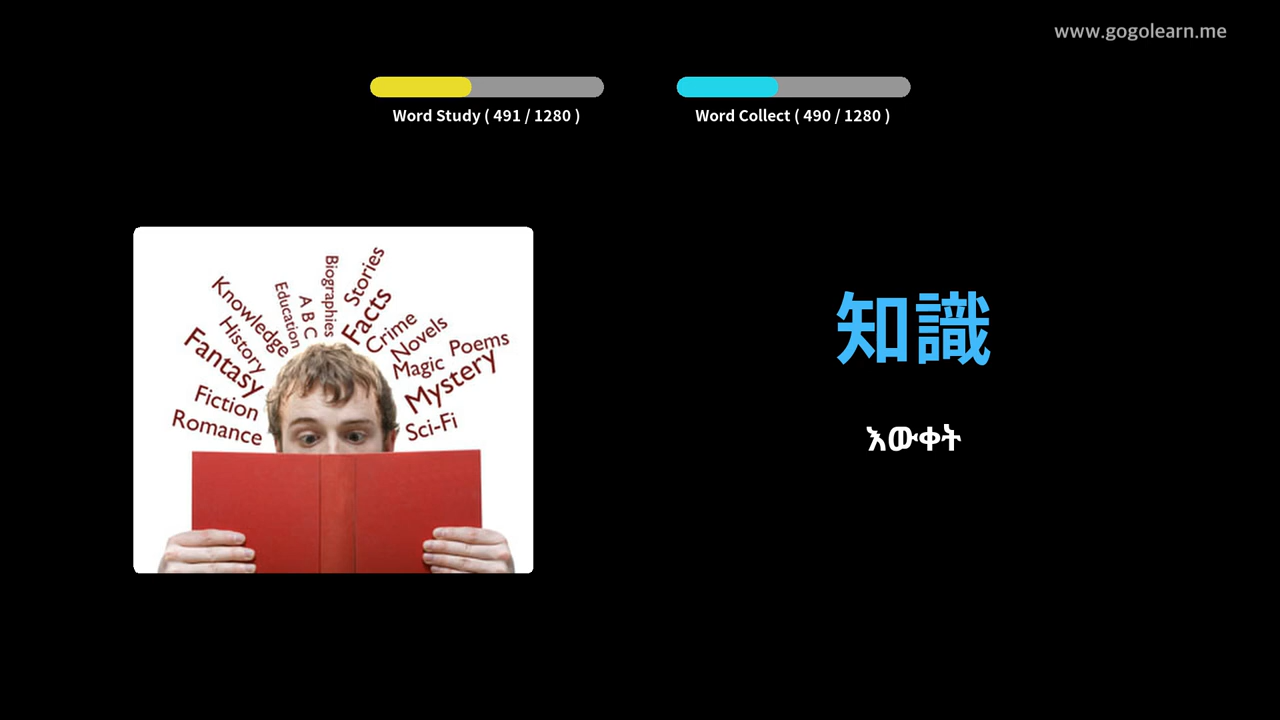 www.gogolearn.me
Word Study ( 491 / 1280 )
Word Collect ( 490 / 1280 )
Knowledge
Education
A B C
Biographies
Stories
Facts
Crime
Novels
Poems
Magic
Mystery
Sci-Fi
History
Fantasy
Fiction
Romance
知識
እውቀት